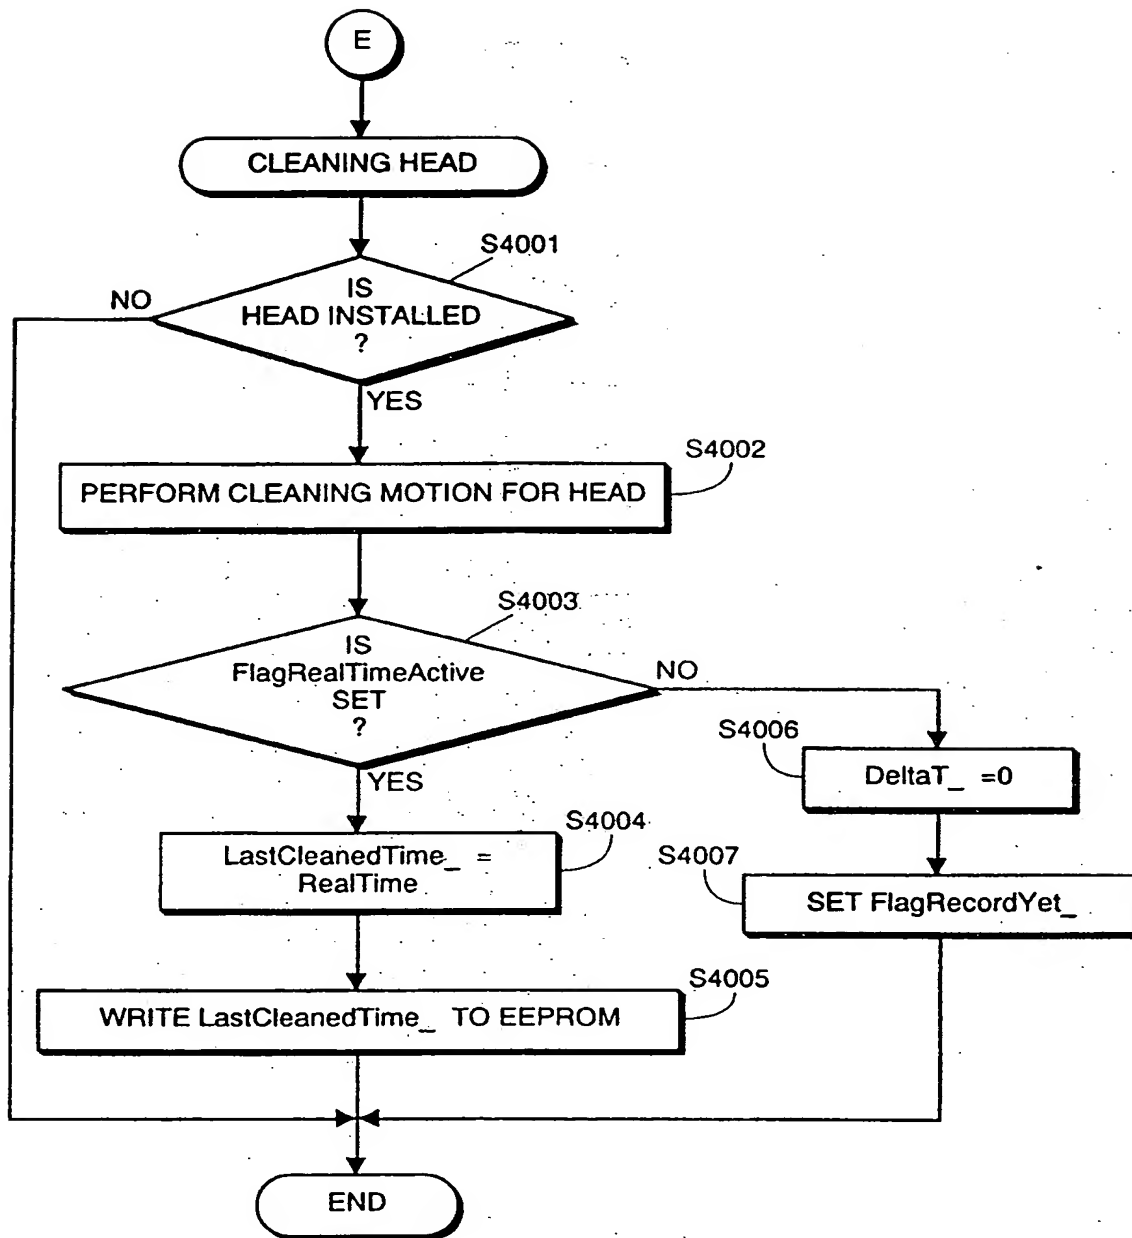 E
CLEANING HEAD
S4001
IS
HEAD INSTALLED
?
NO
YES
S4002
PERFORM CLEANING MOTION FOR HEAD
S4003
IS
FlagRealTimeActive
SET
?
NO
YES
S4006
DeltaT_ =0
S4004
LastCleanedTime_ =
RealTime
S4007
SET FlagRecordYet_
S4005
WRITE LastCleanedTime_ TO EEPROM
END